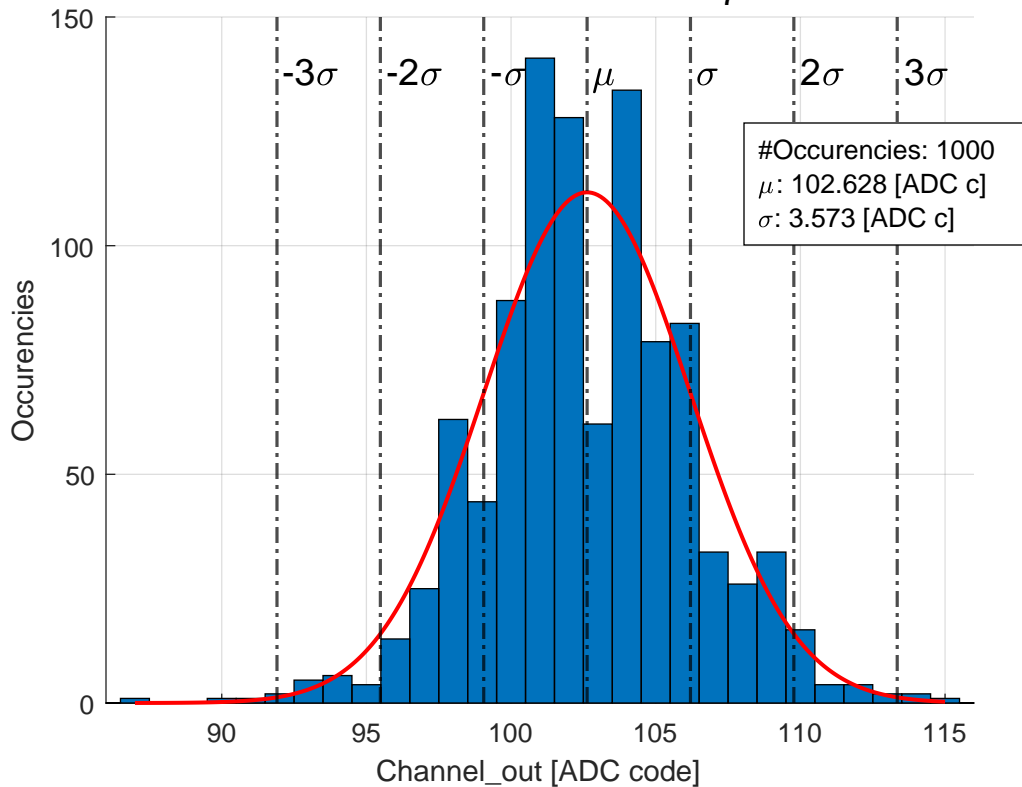 150
-3σ
-2σ
-σ
μ
σ
2σ
3σ
#Occurencies: 1000
μ: 102.628 [ADC c]
σ: 3.573 [ADC c]
100
50
0
Occurencies
90
95
100
105
110
115
Channel_out [ADC code]